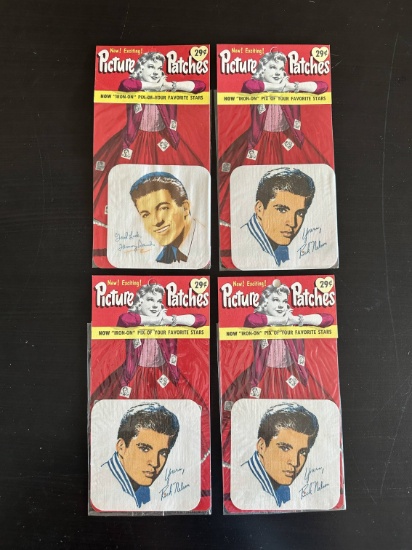 New! Exciting!
29¢
Picture Patches
NOW "IRON-ON" PIX OF YOUR FAVORITE STARS
Good Luck
New! Exciting!
29¢
Picture Patches
NOW "IRON-ON" PIX OF YOUR FAVORITE STARS
Yours,
Rick Nelson
New! Exciting!
29¢
Picture Patches
NOW "IRON-ON" PIX OF YOUR FAVORITE STARS
Yours,
Rick Nelson
New! Exciting!
29¢
Picture Patches
NOW "IRON-ON" PIX OF YOUR FAVORITE STARS
Yours,
Rick Nelson